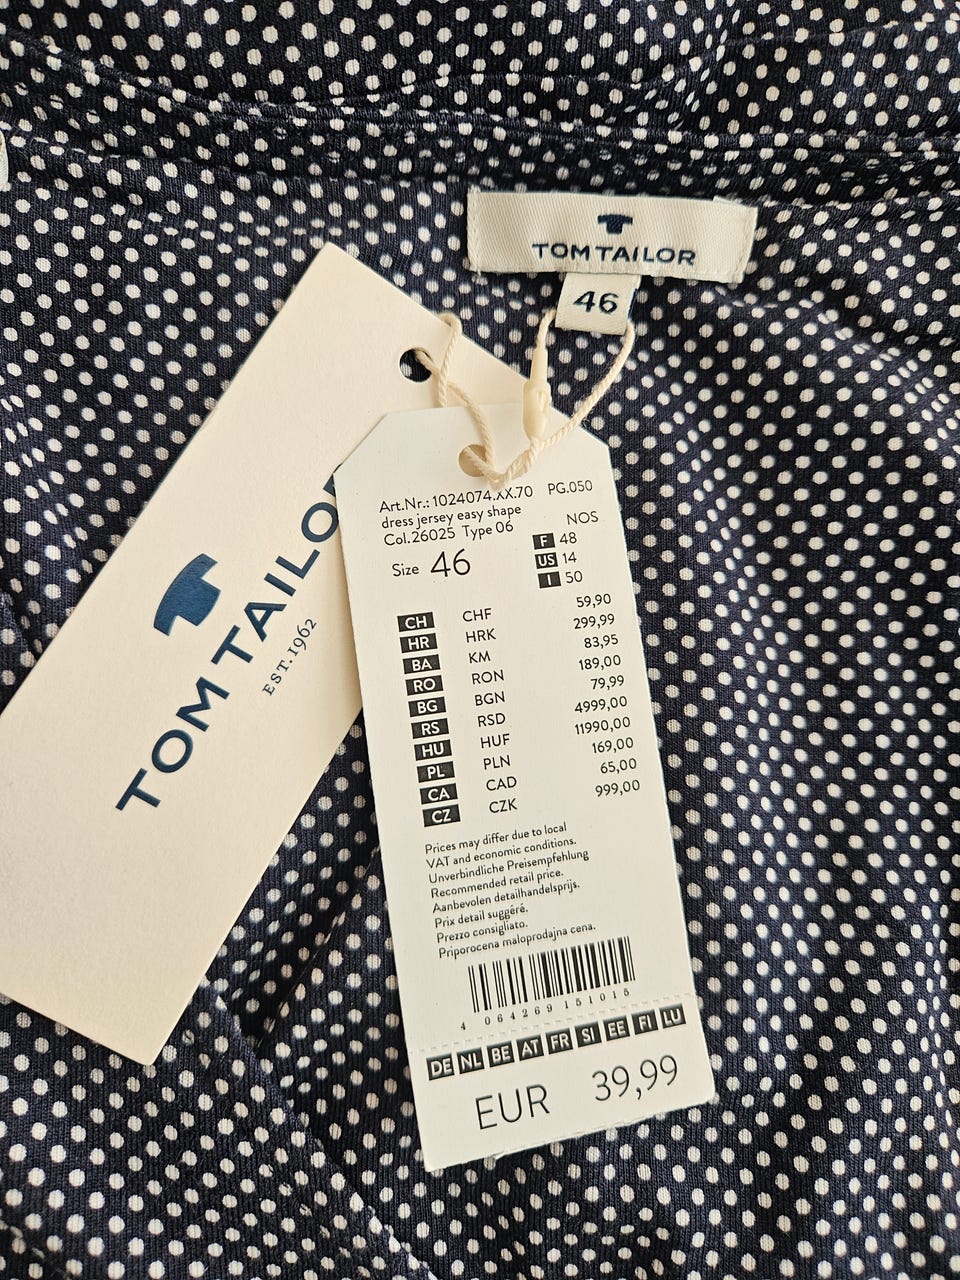 TOM TAILOR
46
TOM TAILOR
EST. 1962
Art.Nr.: 1024074.XX.70 PG.050
dress jersey easy shape
Col.26025 Type 06
NOS
Size 46
F 48
US 14
I 50
CH CHF 59,90
HR HRK 299,99
BA KM 83,95
RO RON 189,00
BG BGN 79,99
RS RSD 4999,00
HU HUF 11990,00
PL PLN 169,00
CA CAD 65,00
CZ CZK 999,00
Prices may differ due to local
VAT and economic conditions.
Unverbindliche Preisempfehlung
Recommended retail price.
Aanbevolen detailhandelsprijs.
Prix detail suggéré.
Prezzo consigliato.
Priporocena maloprodajna cena.
4 064269 151015
DE NL BE AT FR SI EE FI LU
EUR 39,99